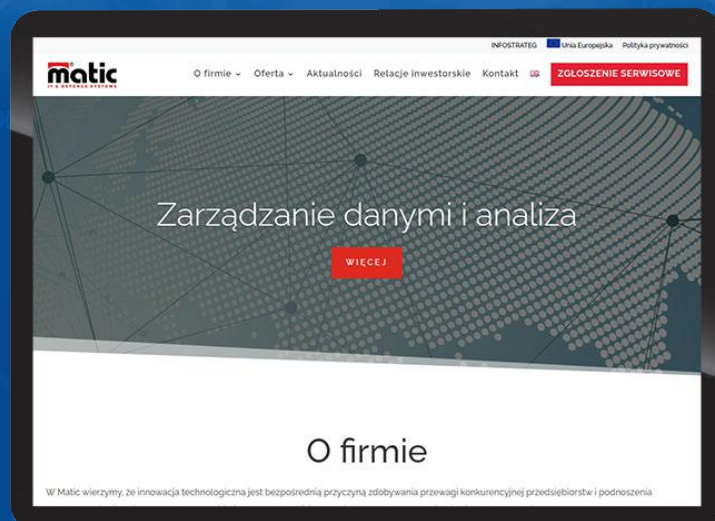 INFOSTRATEG Unia Europejska Polityka prywatności
matic
IT & DEFENCE SYSTEMS
O firmie Oferta Aktualności Relacje inwestorskie Kontakt ZGŁOSZENIE SERWISOWE
Zarządzanie danymi i analiza
WIĘCEJ
O firmie
W Matic wierzymy, że innowacja technologiczna jest bezpośrednią przyczyną zdobywania przewagi konkurencyjnej przedsiębiorstw i podnoszenia